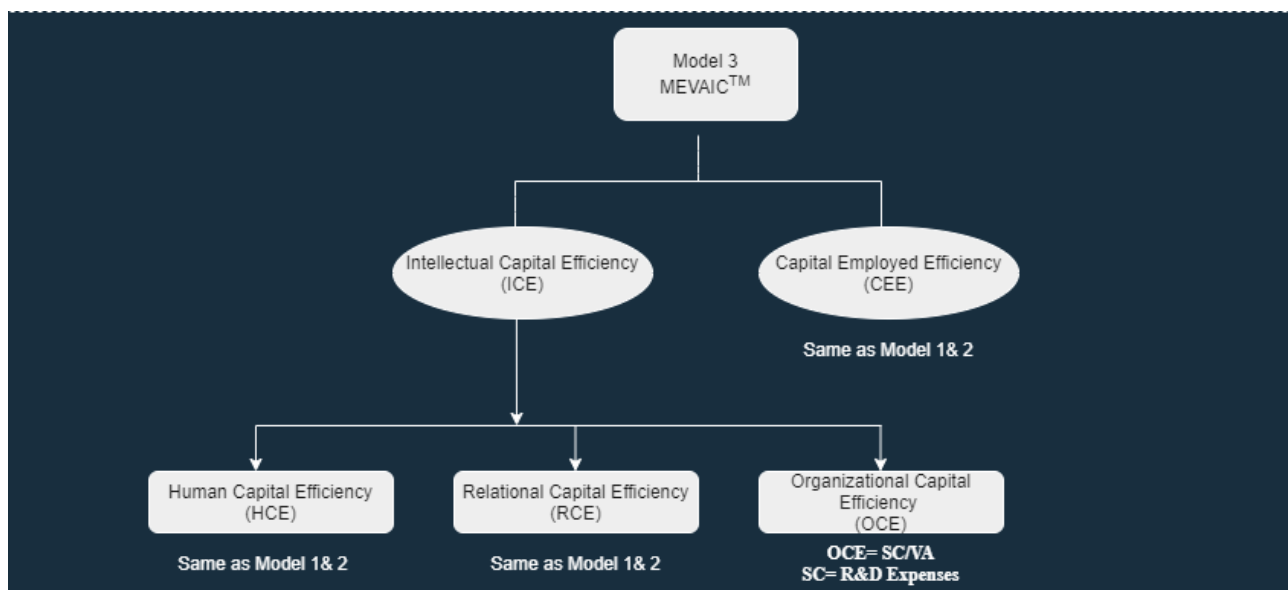 Model 3
MEVAIC™
Intellectual Capital Efficiency
(ICE)
Capital Employed Efficiency
(CEE)
Same as Model 1& 2
Human Capital Efficiency
(HCE)
Same as Model 1& 2
Relational Capital Efficiency
(RCE)
Same as Model 1& 2
Organizational Capital
Efficiency
(OCE)
OCE= SC/VA
SC= R&D Expenses